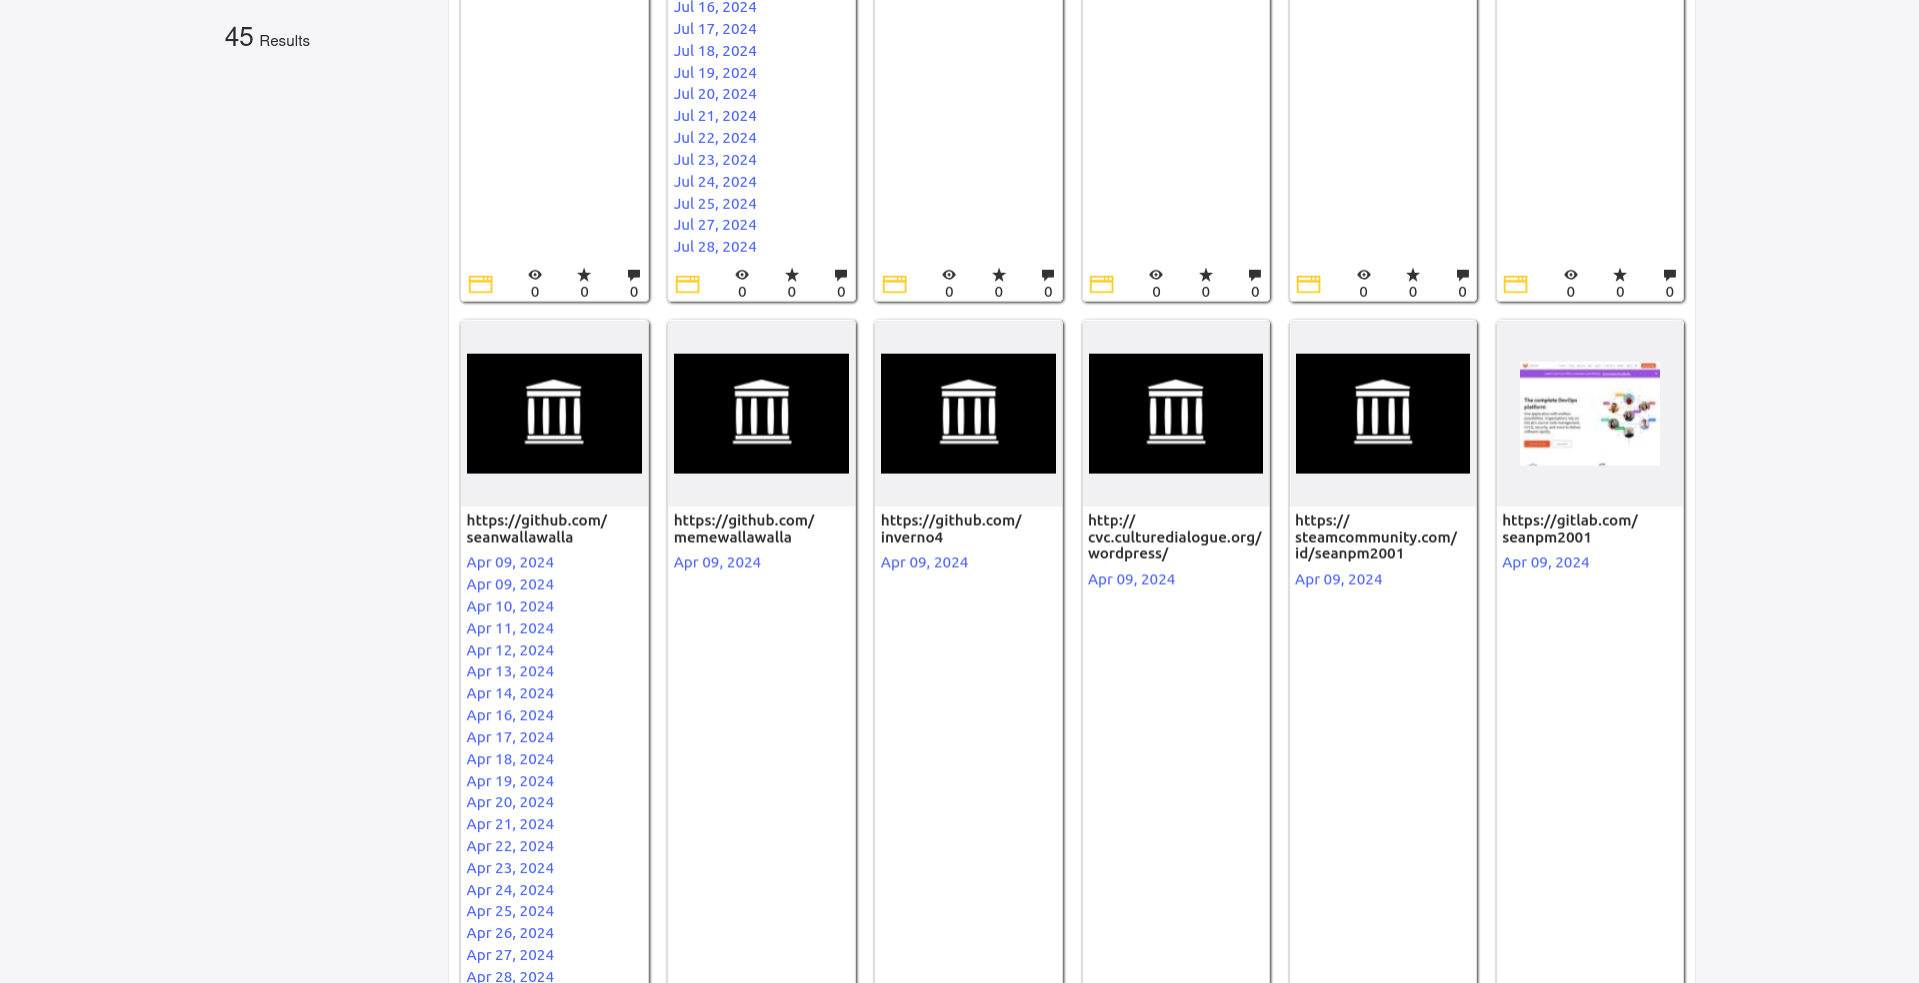 45 Results
Jul 16, 2024
Jul 17, 2024
Jul 18, 2024
Jul 19, 2024
Jul 20, 2024
Jul 21, 2024
Jul 22, 2024
Jul 23, 2024
Jul 24, 2024
Jul 25, 2024
Jul 27, 2024
Jul 28, 2024
0 0 0
0 0 0
0 0 0
0 0 0
0 0 0
0 0 0
https://github.com/
seanwallawalla
Apr 09, 2024
Apr 09, 2024
Apr 10, 2024
Apr 11, 2024
Apr 12, 2024
Apr 13, 2024
Apr 14, 2024
Apr 16, 2024
Apr 17, 2024
Apr 18, 2024
Apr 19, 2024
Apr 20, 2024
Apr 21, 2024
Apr 22, 2024
Apr 23, 2024
Apr 24, 2024
Apr 25, 2024
Apr 26, 2024
Apr 27, 2024
Apr 28, 2024
https://github.com/
memewallawalla
Apr 09, 2024
https://github.com/
inverno4
Apr 09, 2024
http://
cvc.culturedialogue.org/
wordpress/
Apr 09, 2024
https://
steamcommunity.com/
id/seanpm2001
Apr 09, 2024
The complete DevOps
platform
https://gitlab.com/
seanpm2001
Apr 09, 2024